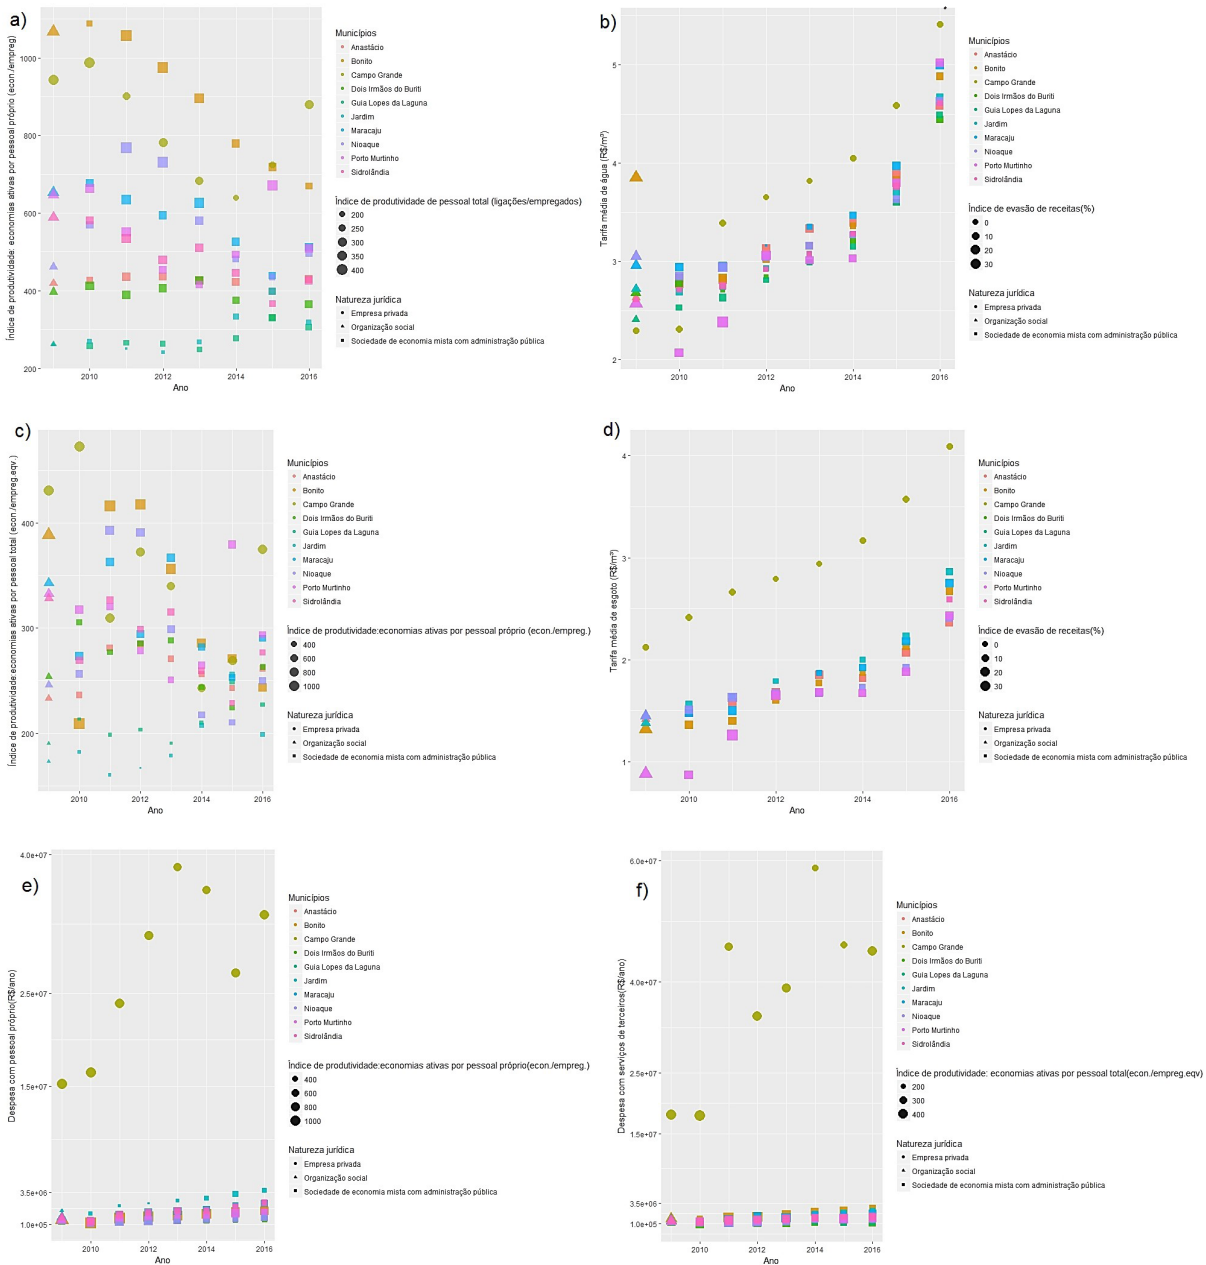 a)
Índice de produtividade: economias ativas por pessoal próprio (econ./empreg)
1000
800
600
400
200
2010
2012
2014
2016
Ano
Municípios
Anastácio
Bonito
Campo Grande
Dois Irmãos do Buriti
Guia Lopes da Laguna
Jardim
Maracaju
Nioaque
Porto Murtinho
Sidrolândia
Índice de produtividade de pessoal total (ligações/empregados)
200
250
300
350
400
Natureza jurídica
Empresa privada
Organização social
Sociedade de economia mista com administração pública
b)
Tarifa média de água (R$/m³)
5
4
3
2
2010
2012
2014
2016
Ano
Municípios
Anastácio
Bonito
Campo Grande
Dois Irmãos do Buriti
Guia Lopes da Laguna
Jardim
Maracaju
Nioaque
Porto Murtinho
Sidrolândia
Índice de evasão de receitas(%)
0
10
20
30
Natureza jurídica
Empresa privada
Organização social
Sociedade de economia mista com administração pública
c)
Índice de produtividade economias ativas por pessoal total (econ./empreg.eqv.)
400
300
200
2010
2012
2014
2016
Ano
Municípios
Anastácio
Bonito
Campo Grande
Dois Irmãos do Buriti
Guia Lopes da Laguna
Jardim
Maracaju
Nioaque
Porto Murtinho
Sidrolândia
Índice de produtividade:economias ativas por pessoal próprio (econ./empreg.)
400
600
800
1000
Natureza jurídica
Empresa privada
Organização social
Sociedade de economia mista com administração pública
d)
Tarifa média de esgoto (R$/m³)
4
3
2
1
2010
2012
2014
2016
Ano
Municípios
Anastácio
Bonito
Campo Grande
Dois Irmãos do Buriti
Guia Lopes da Laguna
Jardim
Maracaju
Nioaque
Porto Murtinho
Sidrolândia
Índice de evasão de receitas(%)
0
10
20
30
Natureza jurídica
Empresa privada
Organização social
Sociedade de economia mista com administração pública
e)
Despesa com pessoal próprio(R$/ano)
4.0e+07
2.5e+07
1.5e+07
3.5e+06
1.0e+05
2010
2012
2014
2016
Ano
Municípios
Anastácio
Bonito
Campo Grande
Dois Irmãos do Buriti
Guia Lopes da Laguna
Jardim
Maracaju
Nioaque
Porto Murtinho
Sidrolândia
Índice de produtividade:economias ativas por pessoal próprio(econ./empreg.)
400
600
800
1000
Natureza jurídica
Empresa privada
Organização social
Sociedade de economia mista com administração pública
f)
Despesa com serviços de terceiros(R$/ano)
6.0e+07
4.0e+07
2.5e+07
1.5e+07
3.5e+06
1.0e+05
2010
2012
2014
2016
Ano
Municípios
Anastácio
Bonito
Campo Grande
Dois Irmãos do Buriti
Guia Lopes da Laguna
Jardim
Maracaju
Nioaque
Porto Murtinho
Sidrolândia
Índice de produtividade: economias ativas por pessoal total(econ./empreg.eqv)
200
300
400
Natureza jurídica
Empresa privada
Organização social
Sociedade de economia mista com administração pública